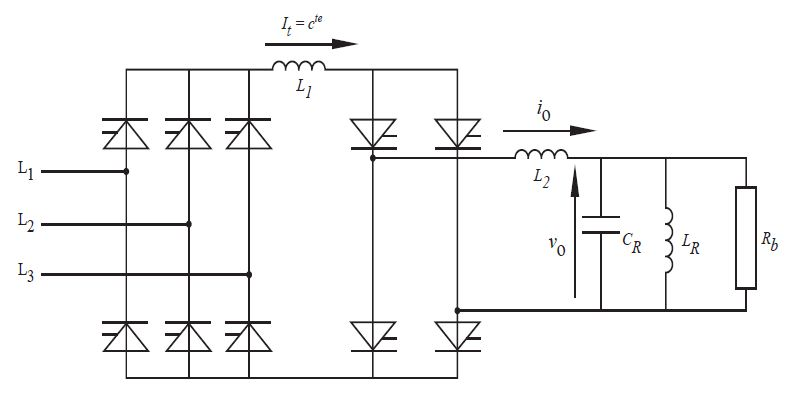 I_t = c^te
L_1
i_0
L_1
L_2
L_2
v_0
C_R
L_R
R_b
L_3